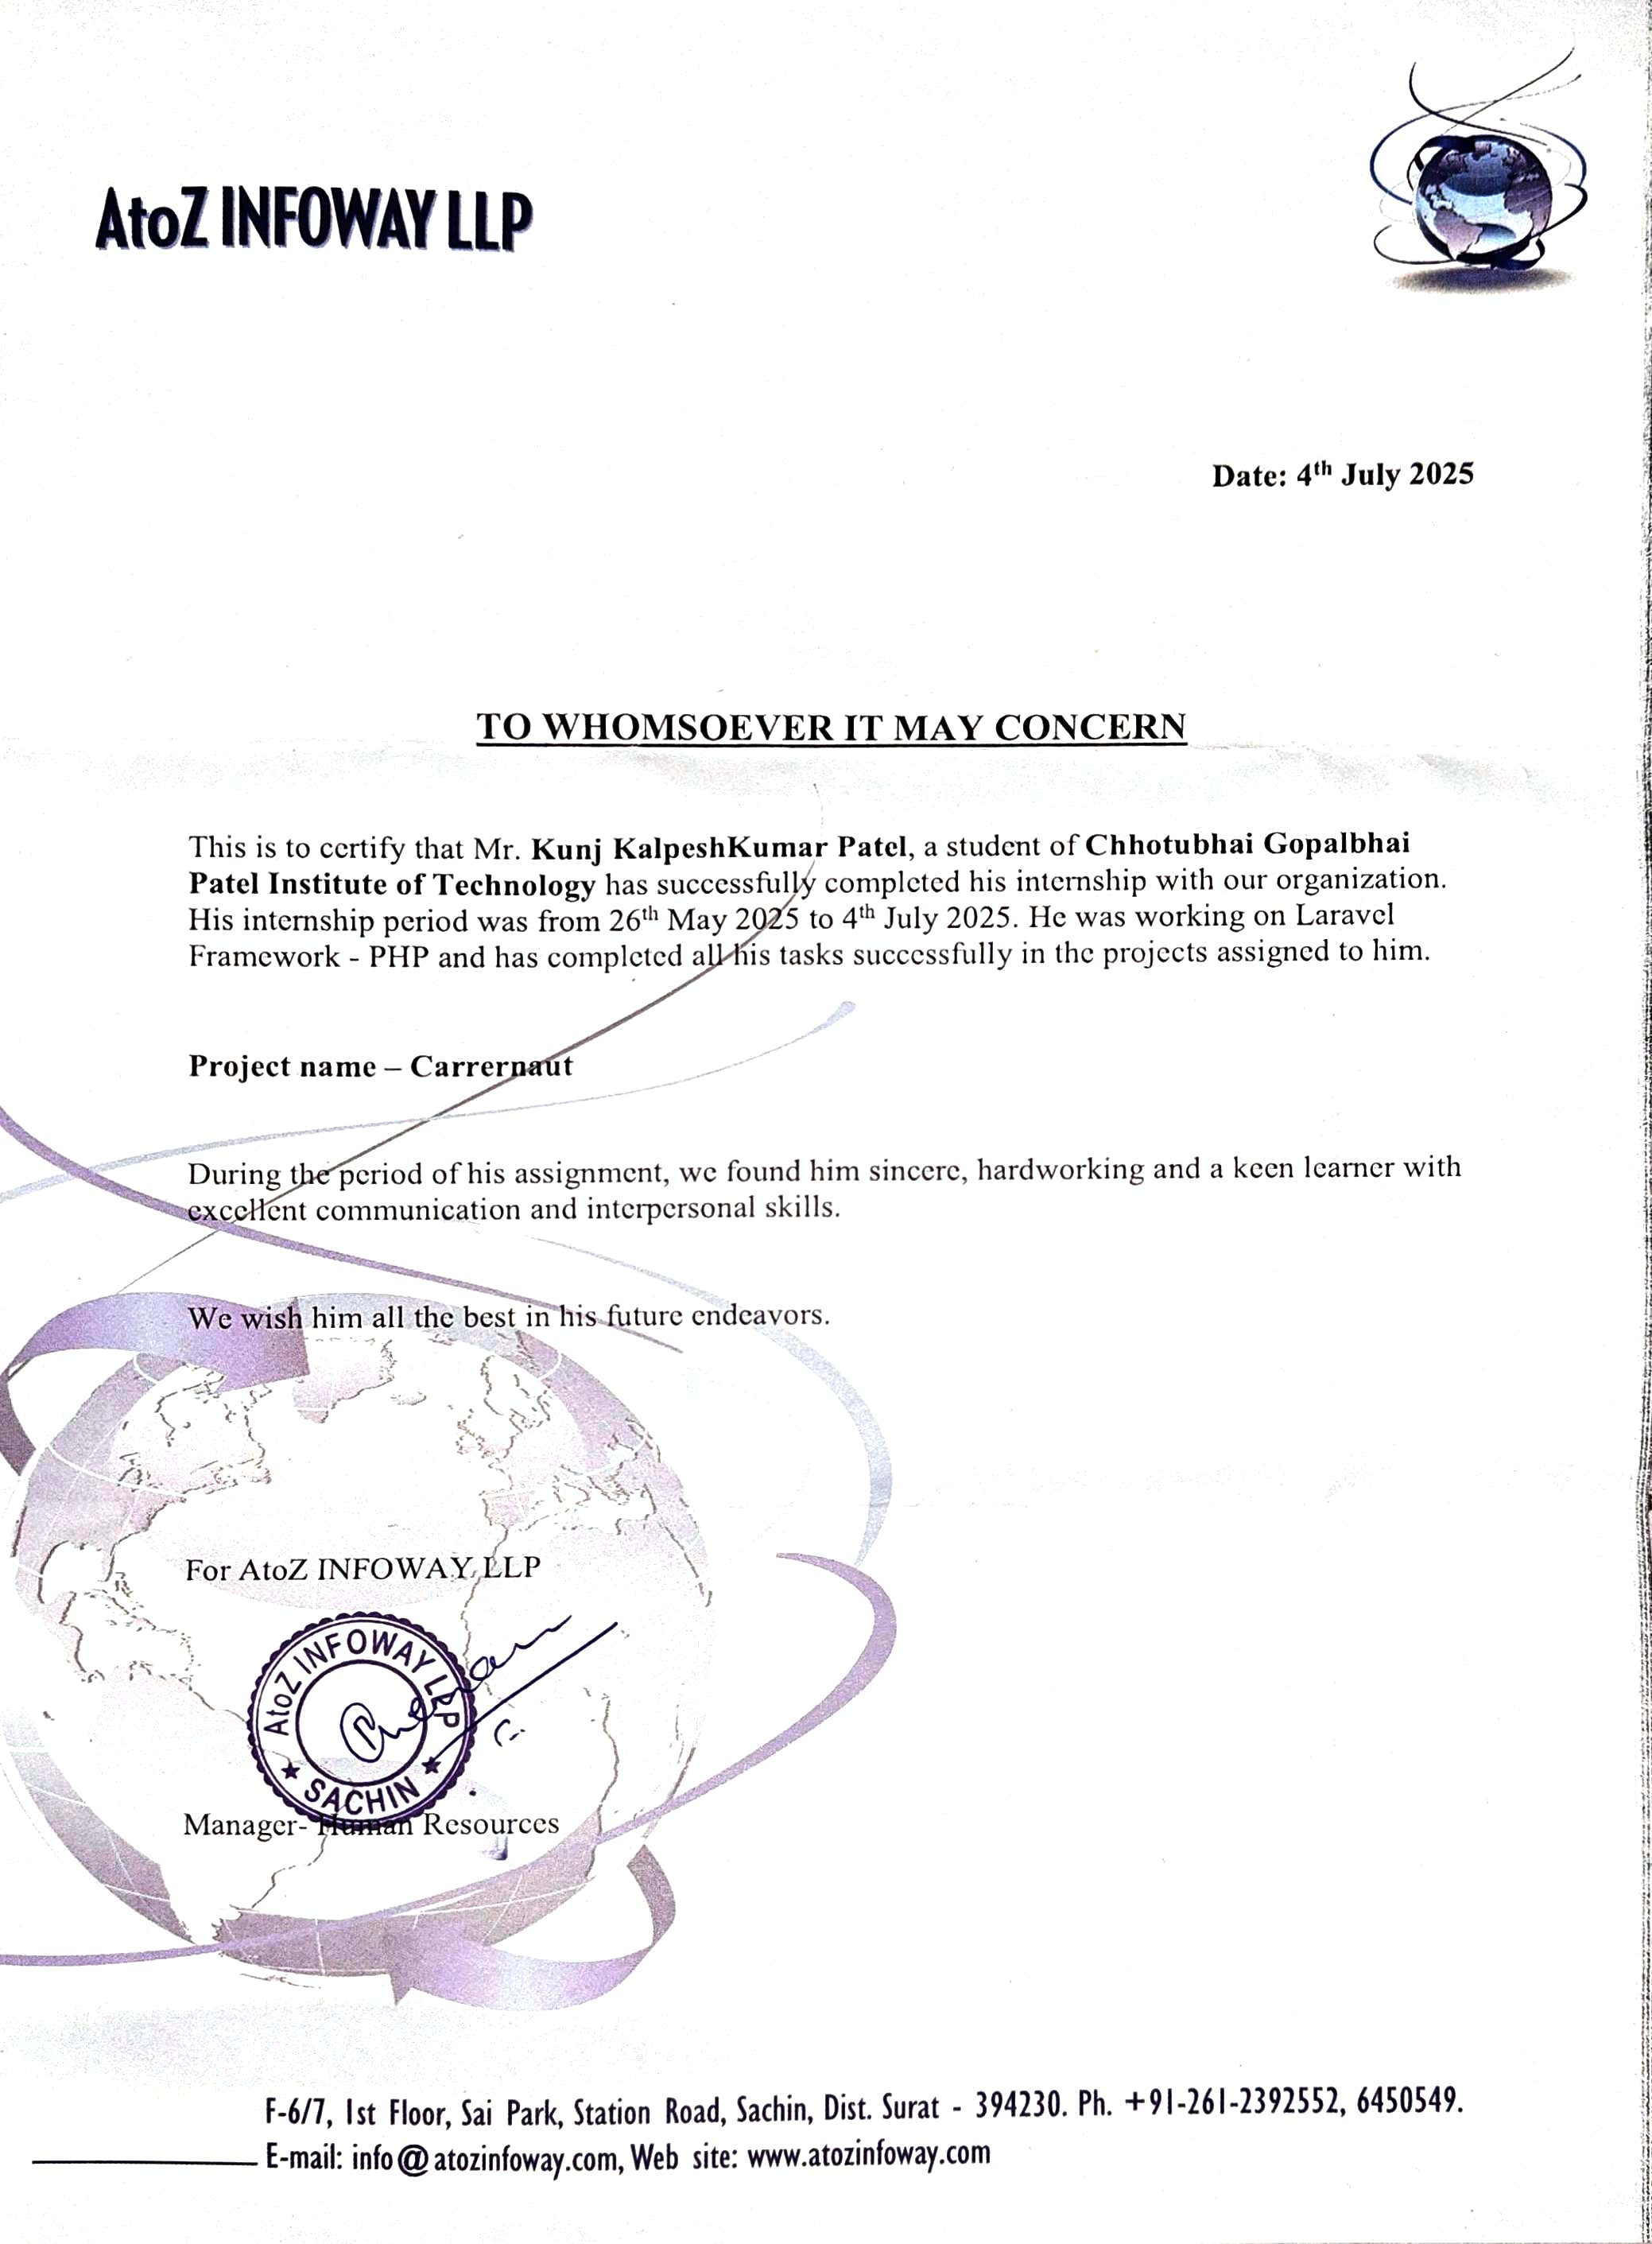 AtoZ INFOWAY LLP
Date: 4th July 2025
TO WHOMSOEVER IT MAY CONCERN
This is to certify that Mr. Kunj KalpeshKumar Patel, a student of Chhotubhai Gopalbhai
Patel Institute of Technology has successfully completed his internship with our organization.
His internship period was from 26th May 2025 to 4th July 2025. He was working on Laravel
Framework - PHP and has completed all his tasks successfully in the projects assigned to him.
Project name – Carrernaut
During the period of his assignment, we found him sincere, hardworking and a keen learner with
excellent communication and interpersonal skills.
We wish him all the best in his future endeavors.
For AtoZ INFOWAY LLP
AtoZ INFOWAY LLP
★ SACHIN ★
Manager- Human Resources
F-6/7, 1st Floor, Sai Park, Station Road, Sachin, Dist. Surat - 394230. Ph. +91-261-2392552, 6450549.
E-mail: info@atozinfoway.com, Web site: www.atozinfoway.com